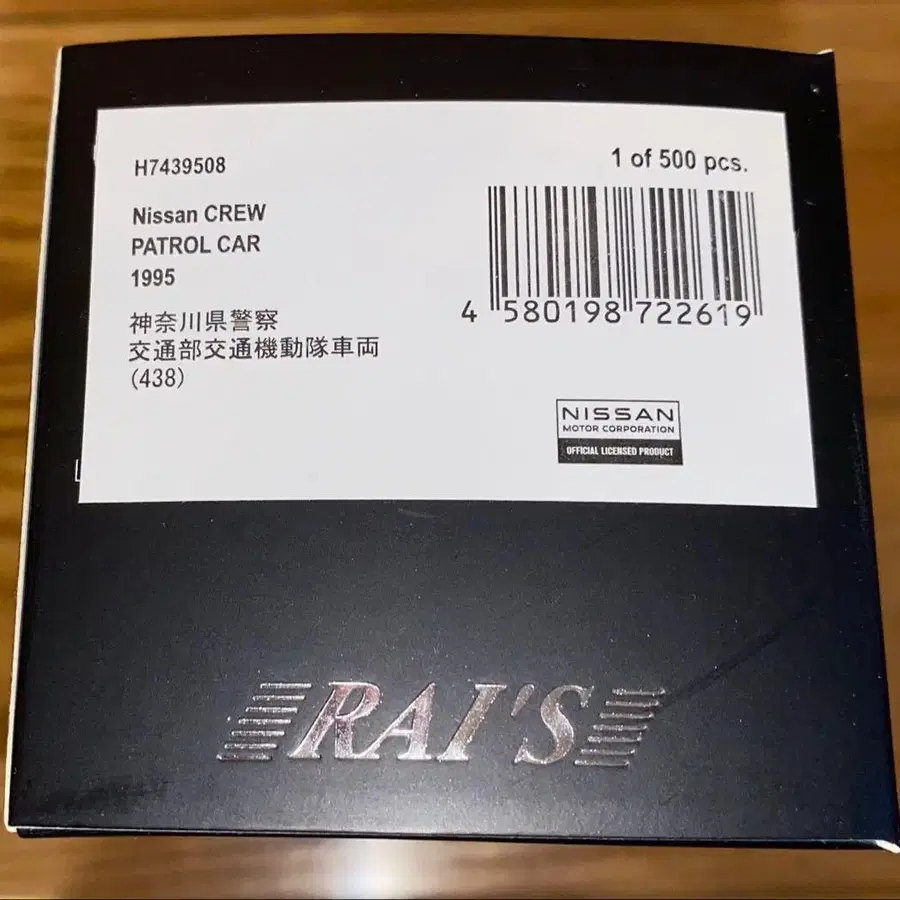 H7439508
1 of 500 pcs.
Nissan CREW
PATROL CAR
1995
神奈川県警察
交通部交通機動隊車両
(438)
4 580198 722619
NISSAN
MOTOR CORPORATION
OFFICIAL LICENSED PRODUCT
RAI'S